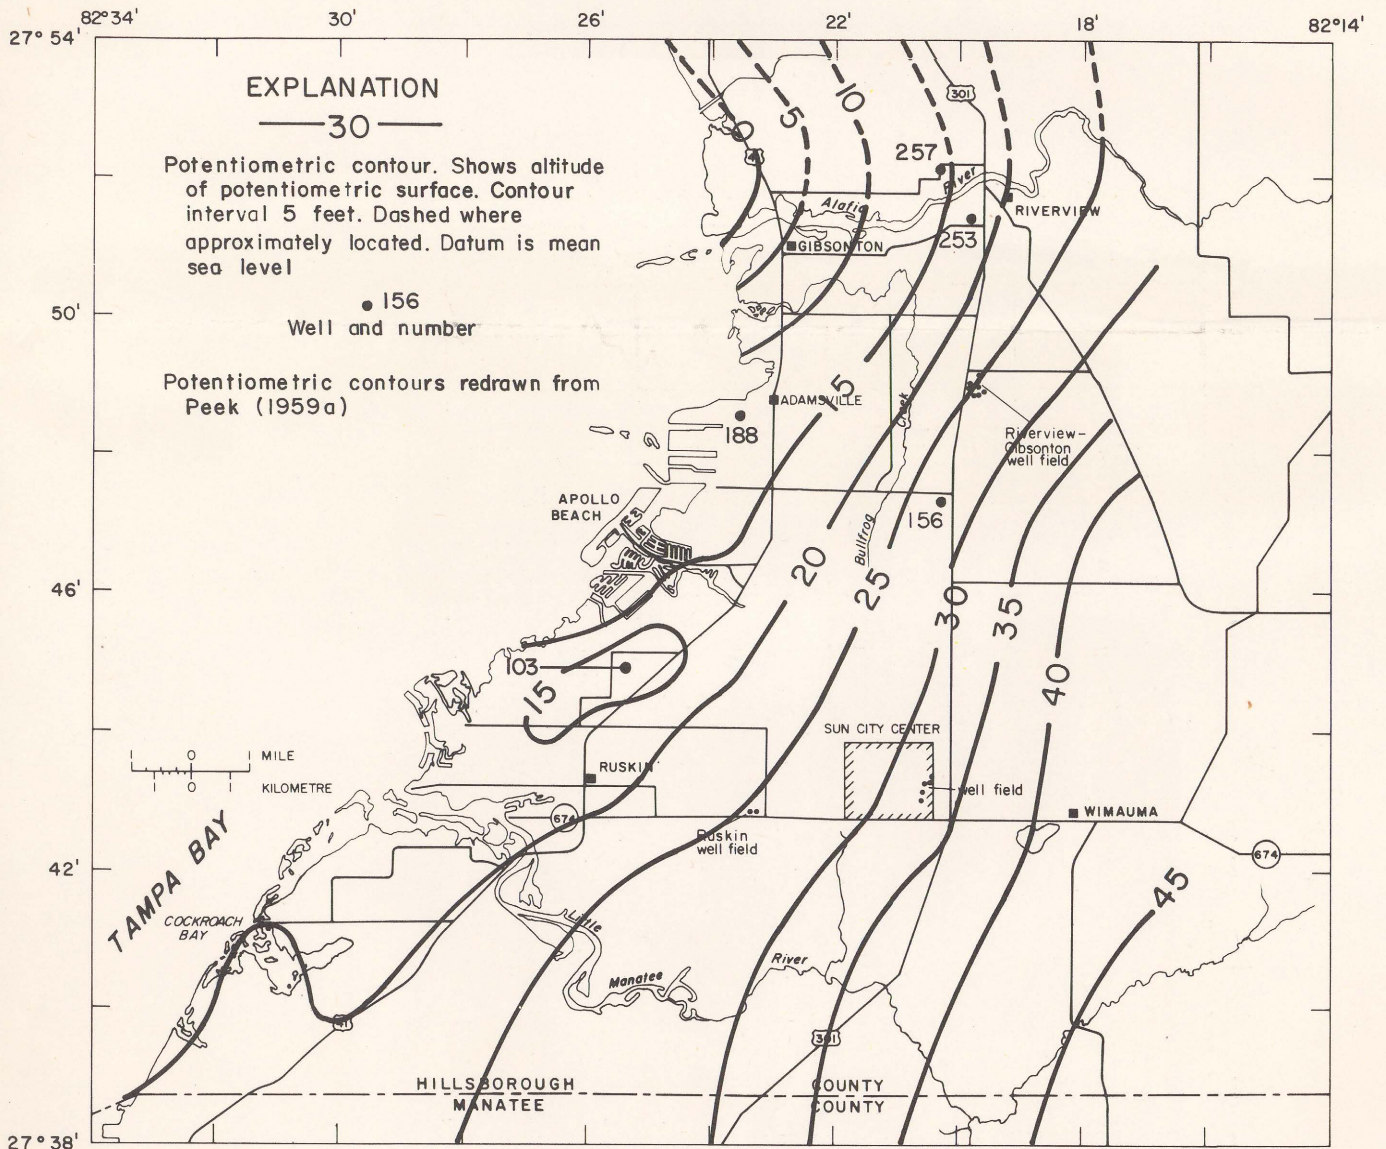 82°34'
30'
26'
22'
18'
82°14'
27°54'
EXPLANATION
30
Potentiometric contour. Shows altitude
of potentiometric surface. Contour
interval 5 feet. Dashed where
approximately located. Datum is mean
sea level
156
Well and number
Potentiometric contours redrawn from
Peek (1959a)
0
5
10
301
41
257
Alafia
River
RIVERVIEW
253
GIBSONTON
50'
ADAMSVILLE
15
Creek
188
Riverview-
Gibsonton
well field
APOLLO
BEACH
156
Bullfrog
46'
20
25
30
35
40
103
15
SUN CITY CENTER
0
MILE
1 0 1
KILOMETRE
RUSKIN
well field
674
WIMAUMA
Ruskin
well field
674
42'
TAMPA BAY
COCKROACH
BAY
45
Little
Manatee
River
41
301
HILLSBOROUGH COUNTY
MANATEE COUNTY
27°38'